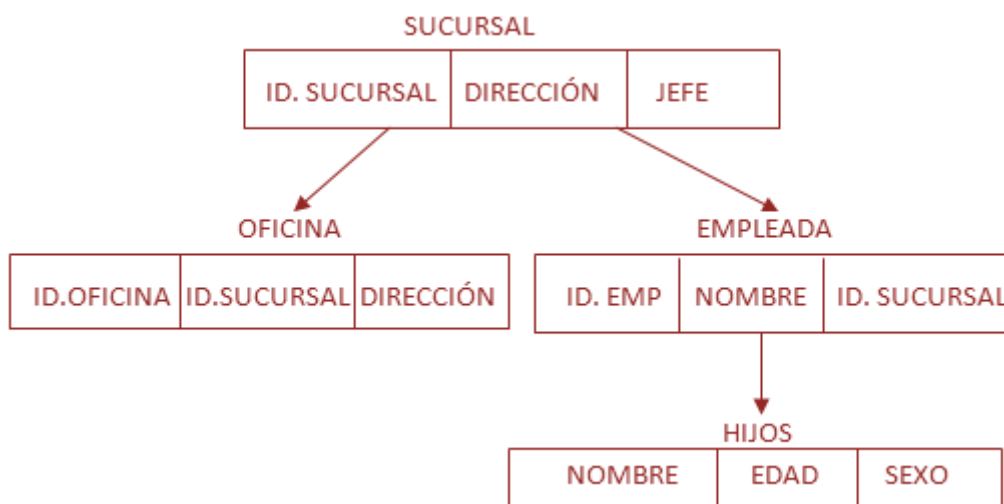 SUCURSAL
ID. SUCURSAL DIRECCIÓN JEFE
OFICINA EMPLEADA
ID.OFICINA ID.SUCURSAL DIRECCIÓN ID. EMP NOMBRE ID. SUCURSAL
HIJOS
NOMBRE EDAD SEXO